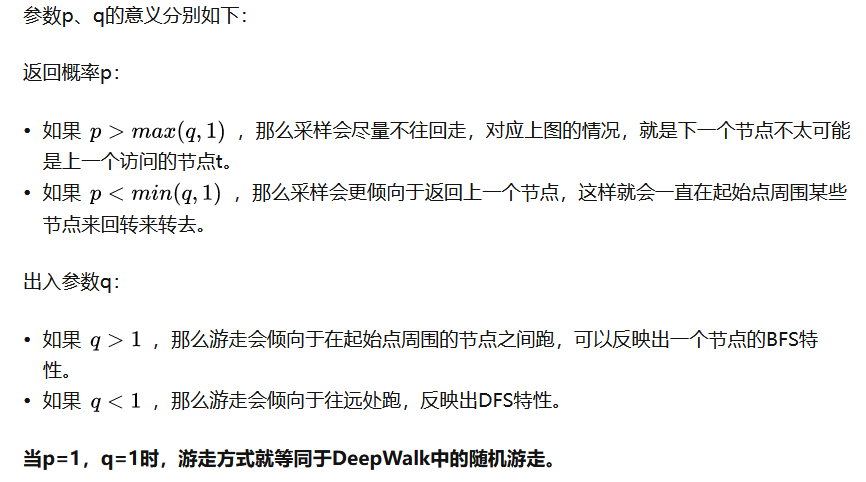 参数p、q的意义分别如下：
返回概率p：
• 如果 p > max(q, 1) ，那么采样会尽量不往回走，对应上图的情况，就是下一个节点不太可能
是上一个访问的节点t。
• 如果 p < min(q, 1) ，那么采样会更倾向于返回上一个节点，这样就会一直在起始点周围某些
节点来回转来转去。
出入参数q：
• 如果 q > 1 ，那么游走会倾向于在起始点周围的节点之间跑，可以反映出一个节点的BFS特
性。
• 如果 q < 1 ，那么游走会倾向于往远处跑，反映出DFS特性。
当p=1，q=1时，游走方式就等同于DeepWalk中的随机游走。